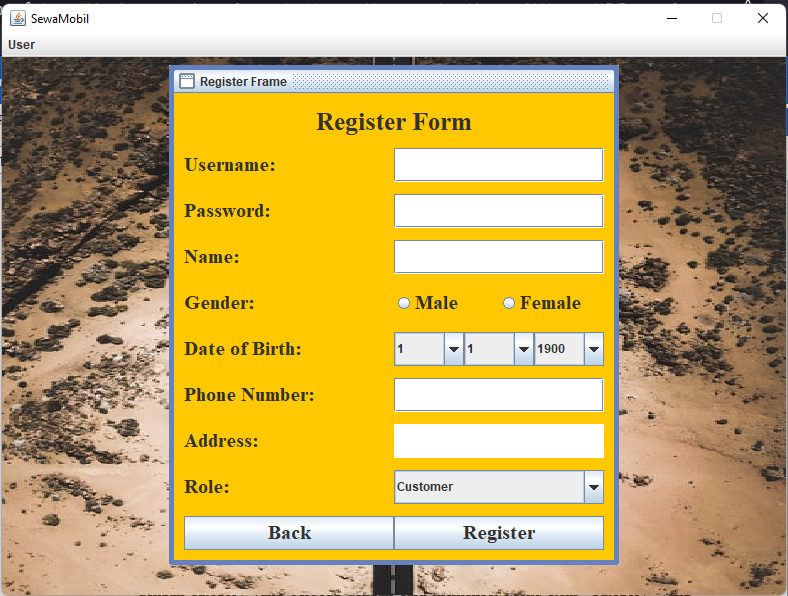 SewaMobil
User
Register Frame
Register Form
Username:
Password:
Name:
Gender: Male Female
Date of Birth: 1 1 1900
Phone Number:
Address:
Role: Customer
Back Register